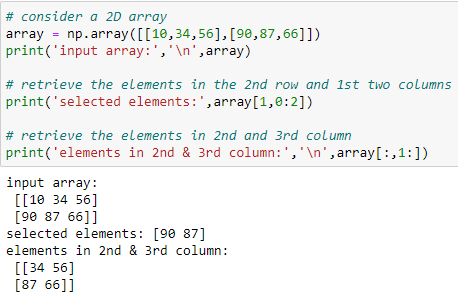 # consider a 2D array
array = np.array([[10,34,56],[90,87,66]])
print('input array:','\n',array)
# retrieve the elements in the 2nd row and 1st two columns
print('selected elements:',array[1,0:2])
# retrieve the elements in 2nd and 3rd column
print('elements in 2nd & 3rd column:','\n',array[:,1:])
input array:
[[10 34 56]
[90 87 66]]
selected elements: [90 87]
elements in 2nd & 3rd column:
[[34 56]
[87 66]]